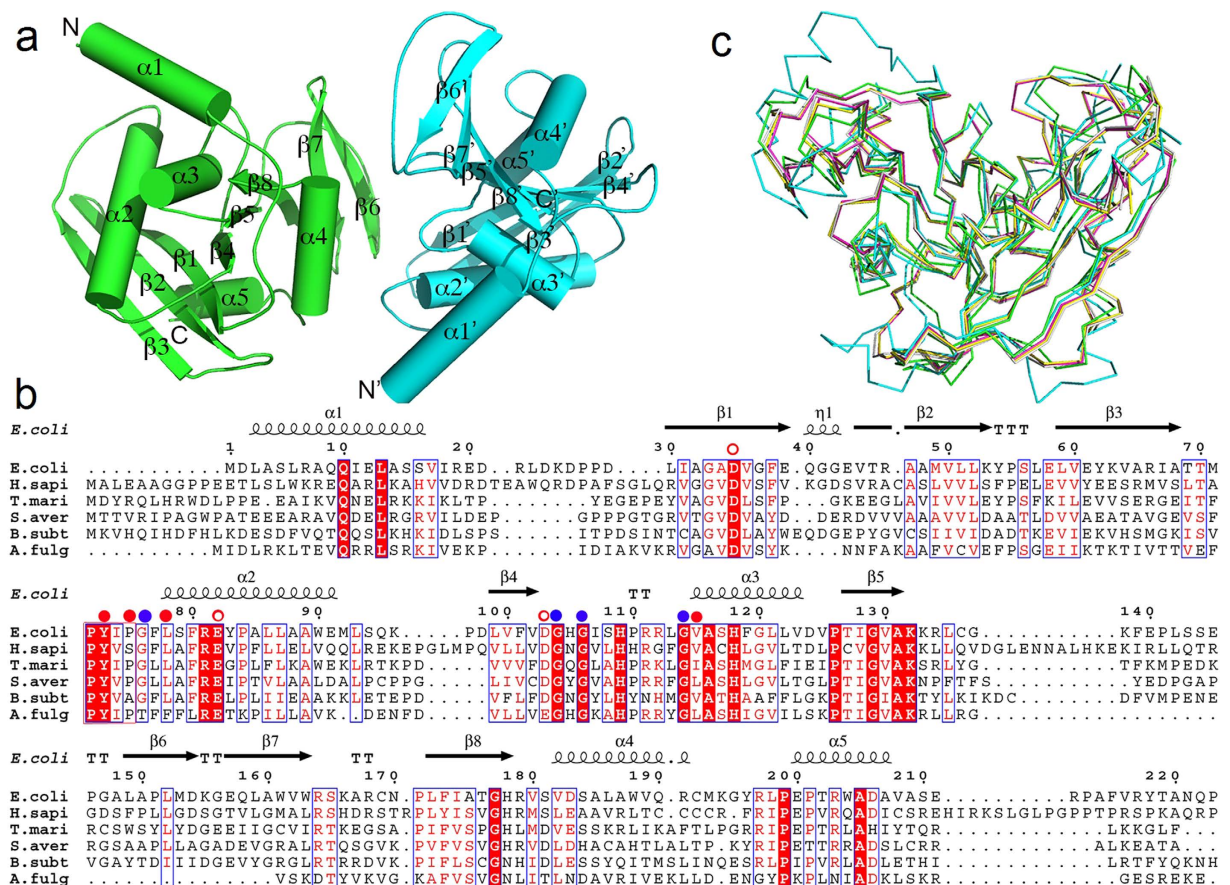 a
N
α1
α2
α3
α4
α5
β1
β2
β3
β4
β5
β6
β7
β8
C
β6'
α4'
β7'
α5'
β5'
β2'
β4'
β8'
C'
β1'
β3'
α2'
α3'
α1'
N'
c
b
α1 β1 η1 β2 β3
E.coli . TTT
1 10 20 30 40 50 60 70
E.coli ...........MDLASLRAQQIELASSVIRED.RLDKDPPD.....LIAGADVGFE.QGGEVTR.AAMVLLKYPSLELVEYKVARIATTM
H.sapi MALEAAGGPPEETLSLWKREQARLKAHVVDRDTEAWQRDPAFSGLQRVGGVDVSFV.KGDSVRACASLVVLSFPELEVVYEESRMVSLTA
T.mari MDYRQLHRWDLPPE.EAIKVQNELRKKIKLTP.....YEGEPEYVAGVDLSFP.....GKEEGLAVIVVLEYPSFKILEVVSERGEITF
S.aver MTTVRIPAGWPATEEEARAVQDELRGRVILDEP....GPPPGTGRVTGVDVAYD.DERDVVVAAAVVLDAATLDVVAEATAVGEVSF
B.subt MKVHQIHDFHLKDESDFVQTQQSLKHKIDLSPS....ITPDSINTCAGVDLAYWEQDGEPYGVCSIIVIDADTKEVIEKVHSMGKISV
A.fulg MIDLRKLTEVQRRLSRKIVEKP......IDIAKVKRVGAVDVSYK.....NNFAKAAFVCVEFPSGEIIKTKTIVTTVEF
α2 β4 α3 β5
E.coli TT
80 90 100 110 120 130 140
E.coli PYIPGFLSFREYPALLAAWEMLSQK....PDLVFVDGHGISHPRRLGVASHFGLLVDVPTIGVAKKRLCG........KFEPLSSE
H.sapi PYVSGFLAFREVPFLLELVQQLREKEPGLMPQVLLVDGNGVLHHRGFGVACHLGVLTDLPCVGVAKKLLQVDGLENNALHKEKIRLLQTR
T.mari PYIPGLLAFREGPLFLKAWEKLRTKPD.....VVVFDGQGLAHPRKLGIASHMGLFIEIPTIGVAKSRLYG........TFKMPEDK
S.aver PYVPGLLAFREIPTVLAALDALPCPPG.....LIVCDGYGVAHPRRFGLASHLGVLTGLPTIGVAKNPFTFS........YEDPGAP
B.subt PYVAGFLAFRELPLIIEAAKKLETEPD.....VFLFDGNGYLHYNHMGVATHAAFFLGKPTIGIAKTYLKIKDC......DFVMPENE
A.fulg PYIPTFFFLRETKPILLAVK.DENFD......VLLVEGHGKAHPRRYGLASHIGVILSKPTIGVAKRLLRG
β6 β7 β8 α4 α5
E.coli TT TT TT .
150 160 170 180 190 200 210 220
E.coli PGALAPLMDKGEQLAWVWRSKARCN.PLFIATGHRVSVDSALAWVQ.RCMKGYRLPEPTRWADAVASE.........RPAFVRYTANQP
H.sapi GDSFPLLGDSGTVLGMALRSHDRSTRPLYISVGHRMSLEAAVRLTC.CCCR.FRIPEPVRQADICSREHIRKSLGLPGPPTPRSPKAQRP
T.mari RCSWSYLYDGEEIIGCVIRTKEGSA.PIFVSPGHLMDVESSKRLIKAFTLPGRRIPEPTRLAHIYTQR.........LKKGLF
S.aver RGSAAPLLAGADEVGRALRTQSGVK.PVFVSVGHRVDLDHACAHTLALTP.KYRIPETTRRADSLCRR.........ALKEATA
B.subt VGAYTDIIIDGEVYGRGLRTRRDVK.PIFLSCGNHIDLESSYQITMSLINQESRLPIPVRLADLETHI.........LRTFYQKNH
A.fulg VSKDTYVKVG.KAFVSVGNLITLNDAVRIIEMLLENGYPKPLNIADKLSKR.........EREK